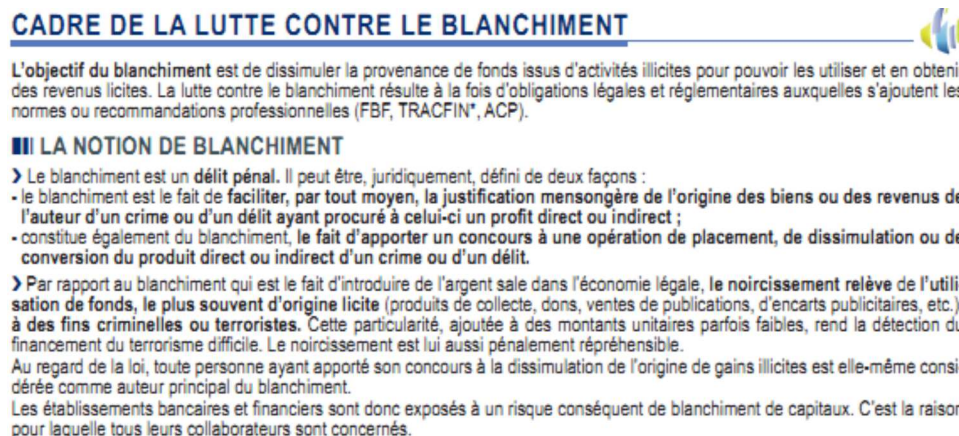 CADRE DE LA LUTTE CONTRE LE BLANCHIMENT
L'objectif du blanchiment est de dissimuler la provenance de fonds issus d'activités illicites pour pouvoir les utiliser et en obteni
des revenus licites. La lutte contre le blanchiment résulte à la fois d'obligations légales et réglementaires auxquelles s'ajoutent les
normes ou recommandations professionnelles (FBF, TRACFIN*, ACP).
LA NOTION DE BLANCHIMENT
› Le blanchiment est un délit pénal. Il peut être, juridiquement, défini de deux façons :
- le blanchiment est le fait de faciliter, par tout moyen, la justification mensongère de l'origine des biens ou des revenus de
l'auteur d'un crime ou d'un délit ayant procuré à celui-ci un profit direct ou indirect ;
- constitue également du blanchiment, le fait d'apporter un concours à une opération de placement, de dissimulation ou de
conversion du produit direct ou indirect d'un crime ou d'un délit.
› Par rapport au blanchiment qui est le fait d'introduire de l'argent sale dans l'économie légale, le noircissement relève de l'utili
sation de fonds, le plus souvent d'origine licite (produits de collecte, dons, ventes de publications, d'encarts publicitaires, etc.)
à des fins criminelles ou terroristes. Cette particularité, ajoutée à des montants unitaires parfois faibles, rend la détection du
financement du terrorisme difficile. Le noircissement est lui aussi pénalement répréhensible.
Au regard de la loi, toute personne ayant apporté son concours à la dissimulation de l'origine de gains illicites est elle-même consi
dérée comme auteur principal du blanchiment.
Les établissements bancaires et financiers sont donc exposés à un risque conséquent de blanchiment de capitaux. C'est la raison
pour laquelle tous leurs collaborateurs sont concernés.